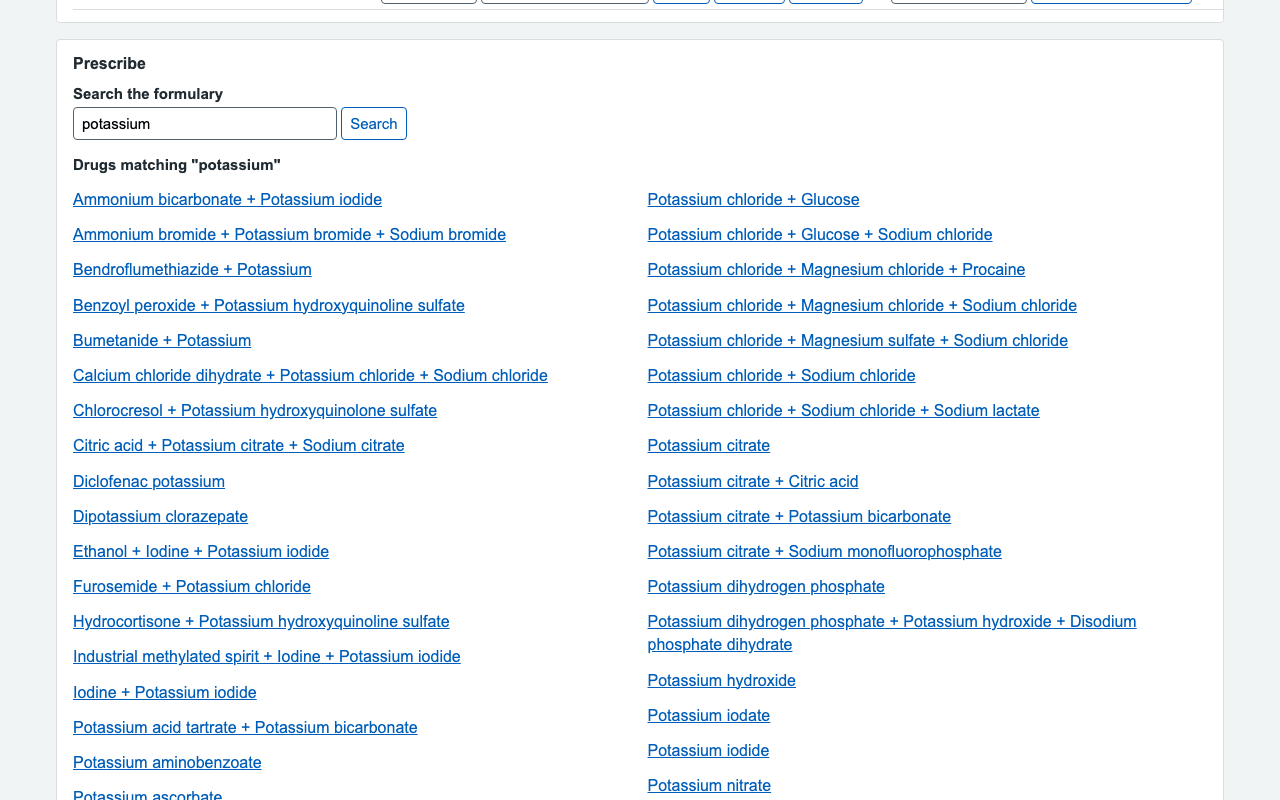 Prescribe
Search the formulary
potassium
Search
Drugs matching "potassium"
Ammonium bicarbonate + Potassium iodide
Ammonium bromide + Potassium bromide + Sodium bromide
Bendroflumethiazide + Potassium
Benzoyl peroxide + Potassium hydroxyquinoline sulfate
Bumetanide + Potassium
Calcium chloride dihydrate + Potassium chloride + Sodium chloride
Chlorocresol + Potassium hydroxyquinolone sulfate
Citric acid + Potassium citrate + Sodium citrate
Diclofenac potassium
Dipotassium clorazepate
Ethanol + Iodine + Potassium iodide
Furosemide + Potassium chloride
Hydrocortisone + Potassium hydroxyquinoline sulfate
Industrial methylated spirit + Iodine + Potassium iodide
Iodine + Potassium iodide
Potassium acid tartrate + Potassium bicarbonate
Potassium aminobenzoate
Potassium ascorbate
Potassium chloride + Glucose
Potassium chloride + Glucose + Sodium chloride
Potassium chloride + Magnesium chloride + Procaine
Potassium chloride + Magnesium chloride + Sodium chloride
Potassium chloride + Magnesium sulfate + Sodium chloride
Potassium chloride + Sodium chloride
Potassium chloride + Sodium chloride + Sodium lactate
Potassium citrate
Potassium citrate + Citric acid
Potassium citrate + Potassium bicarbonate
Potassium citrate + Sodium monofluorophosphate
Potassium dihydrogen phosphate
Potassium dihydrogen phosphate + Potassium hydroxide + Disodium
phosphate dihydrate
Potassium hydroxide
Potassium iodate
Potassium iodide
Potassium nitrate